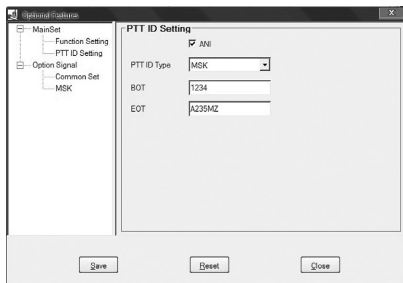 Optional Features
x
MainSet
Function Setting
PTT ID Setting
Option Signal
Common Set
MSK
PTT ID Setting
ANI
PTT ID Type MSK
BOT 1234
EOT A235MZ
Save Reset Close